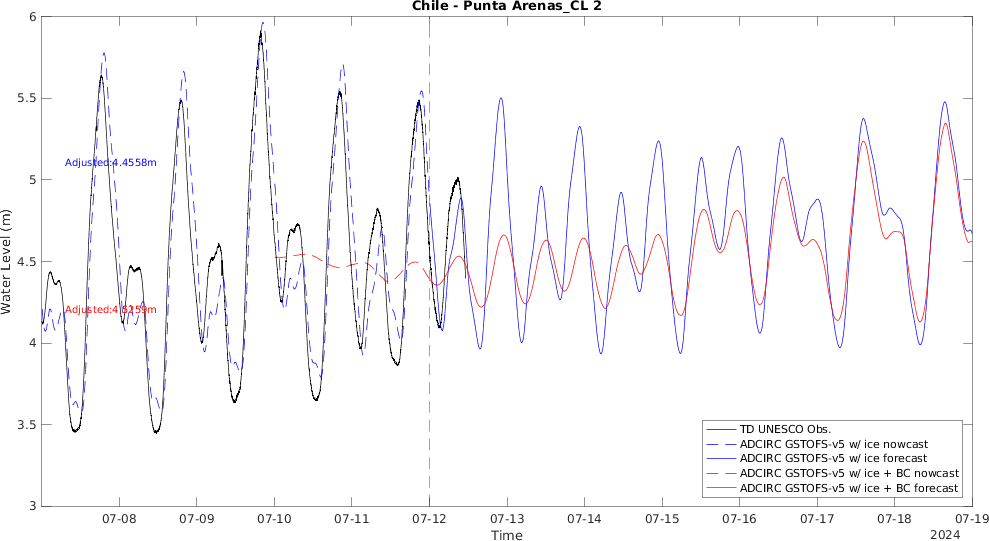 Chile - Punta Arenas_CL 2
6
5.5
5
4.5
4
3.5
3
Water Level (m)
Adjusted:4.4558m
Adjusted:4.5259m
TD UNESCO Obs.
ADCIRC GSTOFS-v5 w/ ice nowcast
ADCIRC GSTOFS-v5 w/ ice forecast
ADCIRC GSTOFS-v5 w/ ice + BC nowcast
ADCIRC GSTOFS-v5 w/ ice + BC forecast
07-08 07-09 07-10 07-11 07-12 07-13 07-14 07-15 07-16 07-17 07-18 07-19
Time
2024